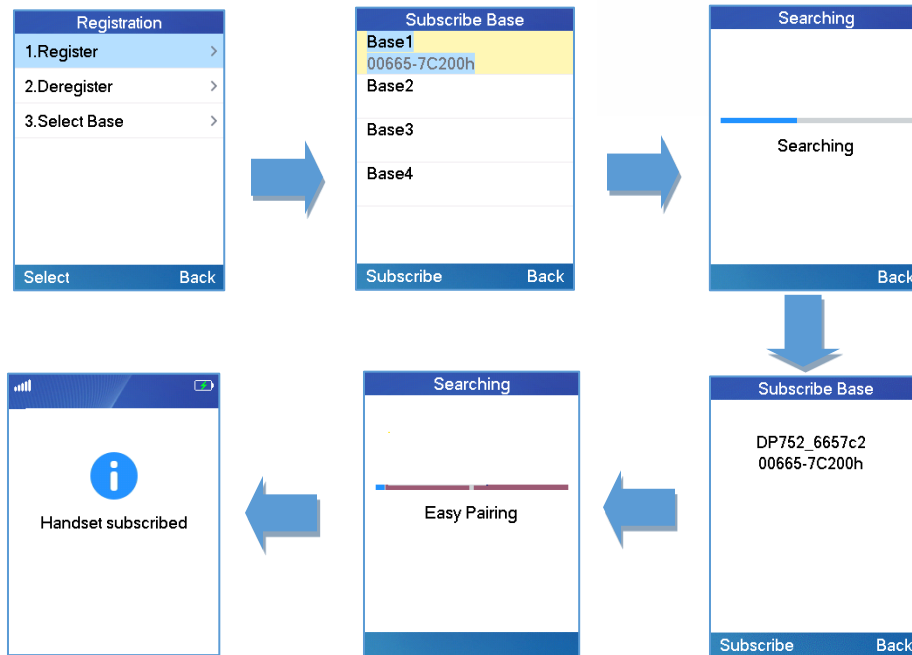 Registration
1.Register
2.Deregister
3.Select Base
Select Back
Subscribe Base
Base1
00665-7C200h
Base2
Base3
Base4
Subscribe Back
Searching
Searching
Back
Subscribe Base
DP752_6657c2
00665-7C200h
Subscribe Back
Searching
Easy Pairing
Handset subscribed